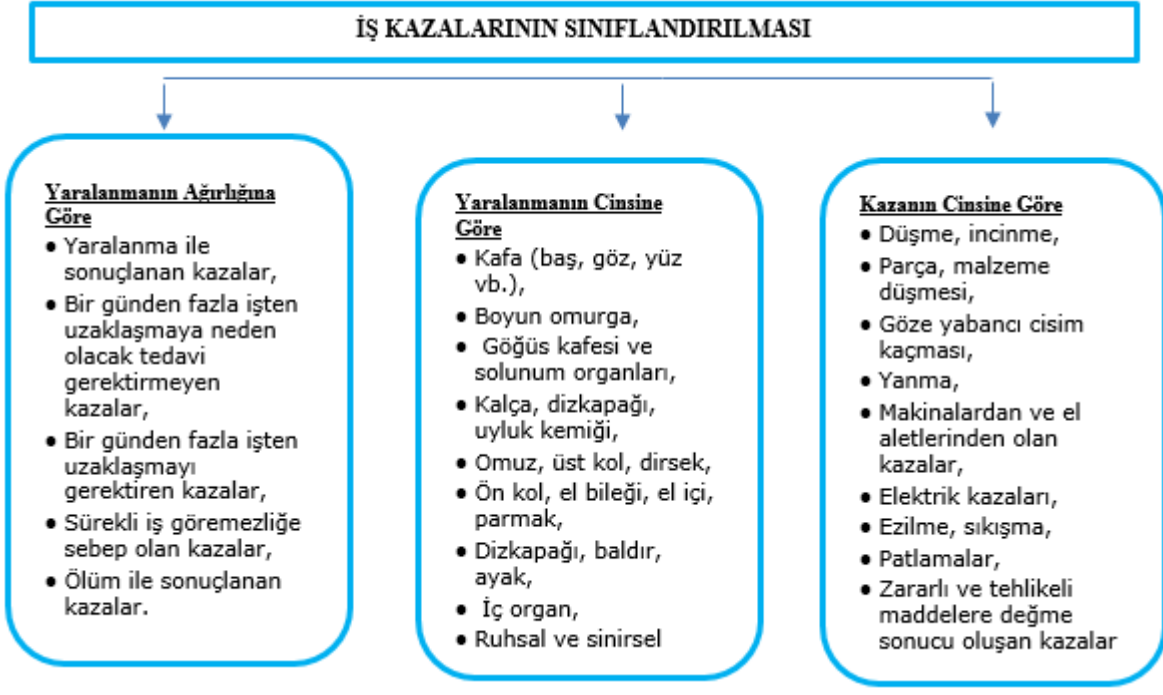 İŞ KAZALARININ SINIFLANDIRILMASI
Yaralanmanın Ağırlığına
Göre
● Yaralanma ile
sonuçlanan kazalar,
● Bir günden fazla işten
uzaklaşmaya neden
olacak tedavi
gerektirmeyen
kazalar,
● Bir günden fazla işten
uzaklaşmayı
gerektiren kazalar,
● Sürekli iş göremezliğe
sebep olan kazalar,
● Ölüm ile sonuçlanan
kazalar.
Yaralanmanın Cinsine
Göre
● Kafa (baş, göz, yüz
vb.),
● Boyun omurga,
● Göğüs kafesi ve
solunum organları,
● Kalça, dizkapağı,
uyluk kemiği,
● Omuz, üst kol, dirsek,
● Ön kol, el bileği, el içi,
parmak,
● Dizkapağı, baldır,
ayak,
● İç organ,
● Ruhsal ve sinirsel
Kazanın Cinsine Göre
● Düşme, incinme,
● Parça, malzeme
düşmesi,
● Göze yabancı cisim
kaçması,
● Yanma,
● Makinalardan ve el
aletlerinden olan
kazalar,
● Elektrik kazaları,
● Ezilme, sıkışma,
● Patlamalar,
● Zararlı ve tehlikeli
maddelere değme
sonucu oluşan kazalar